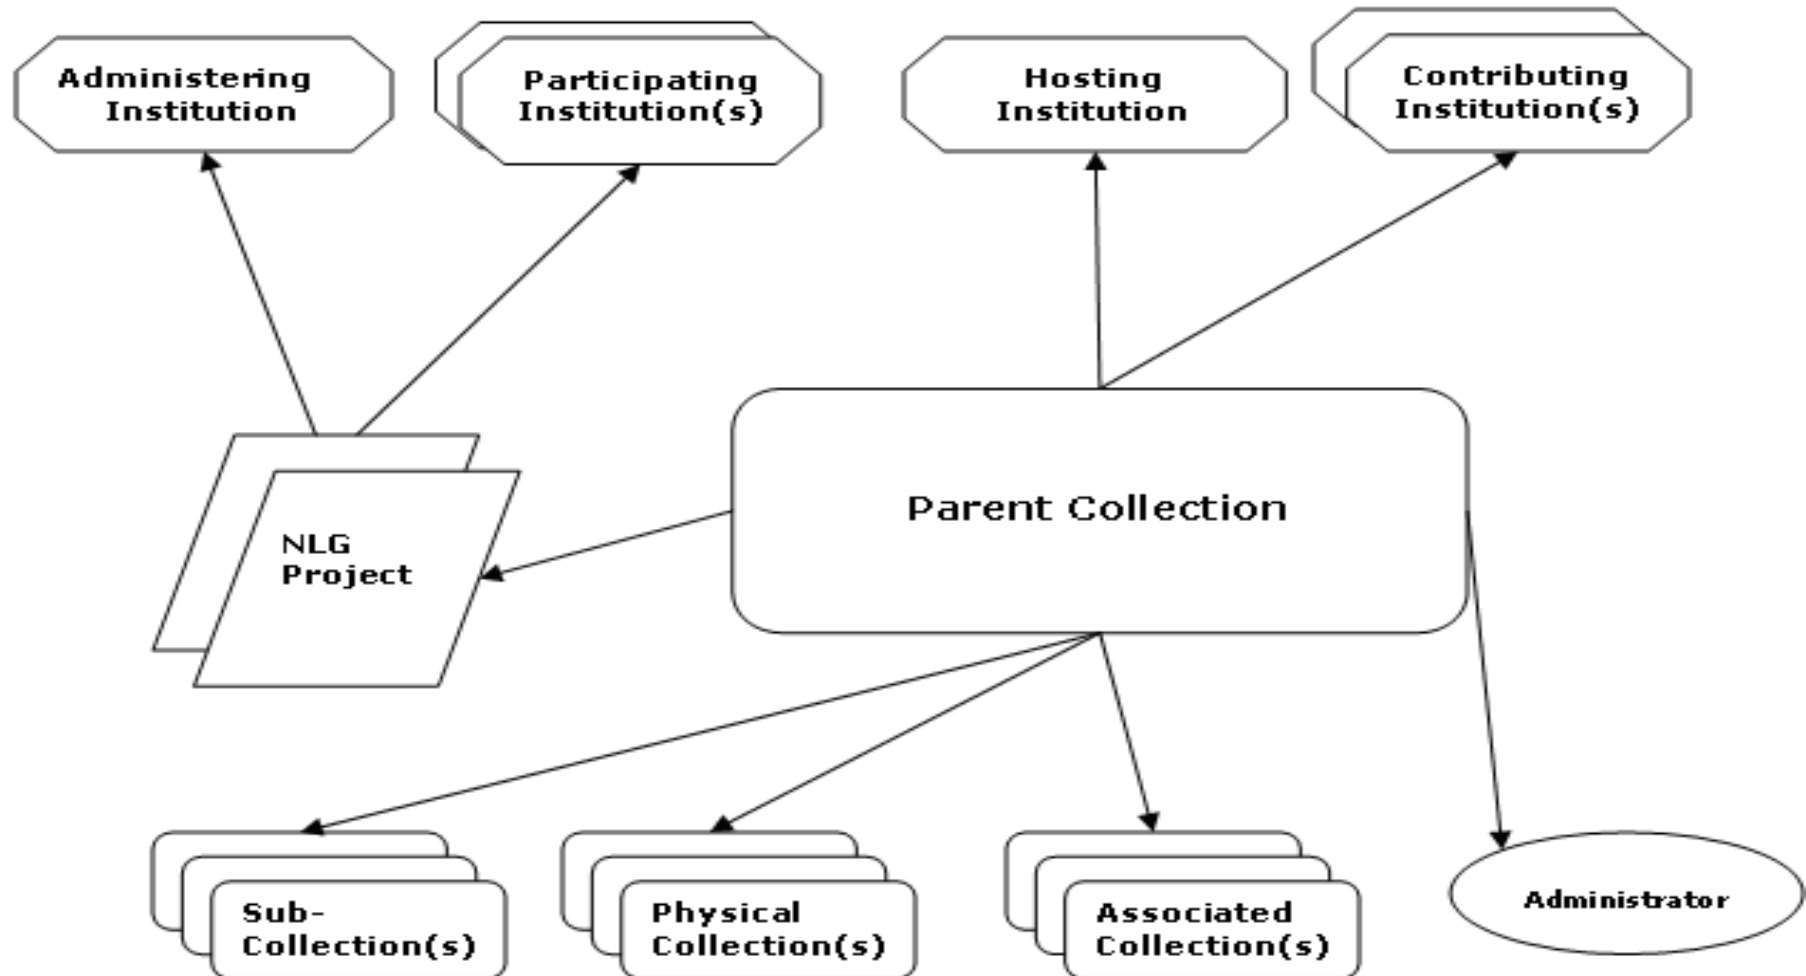 Administering
Institution
Participating
Institution(s)
Hosting
Institution
Contributing
Institution(s)
NLG
Project
Parent Collection
Sub-
Collection(s)
Physical
Collection(s)
Associated
Collection(s)
Administrator